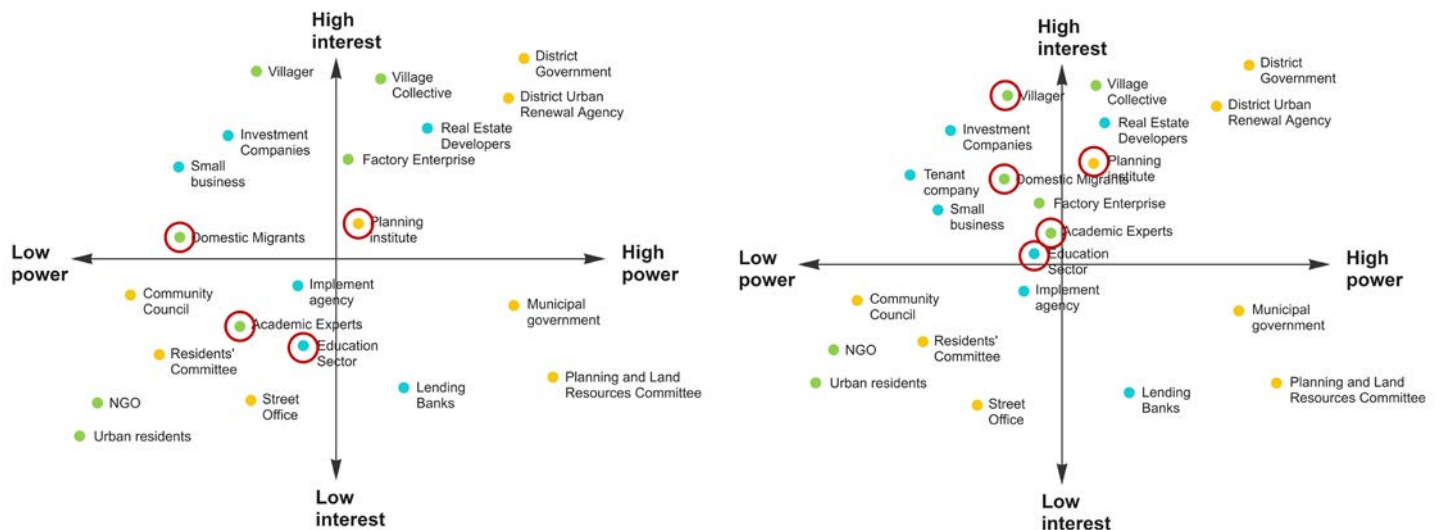 High
interest
Villager
Village
Collective
District
Government
District Urban
Renewal Agency
Investment
Companies
Real Estate
Developers
Small
business
Factory Enterprise
Domestic Migrants
Planning
institute
Low
power
High
power
Implement
agency
Community
Council
Municipal
government
Academic Experts
Education
Sector
Residents'
Committee
Planning and Land
Resources Committee
Lending
Banks
Street
Office
NGO
Urban residents
Low
interest
High
interest
District
Government
Villager
Village
Collective
District Urban
Renewal Agency
Investment
Companies
Real Estate
Developers
Planning
institute
Tenant
company
Domestic Migrants
Small
business
Factory Enterprise
Academic Experts
Education
Sector
Low
power
High
power
Implement
agency
Community
Council
Municipal
government
Residents'
Committee
NGO
Urban residents
Lending
Banks
Planning and Land
Resources Committee
Street
Office
Low
interest